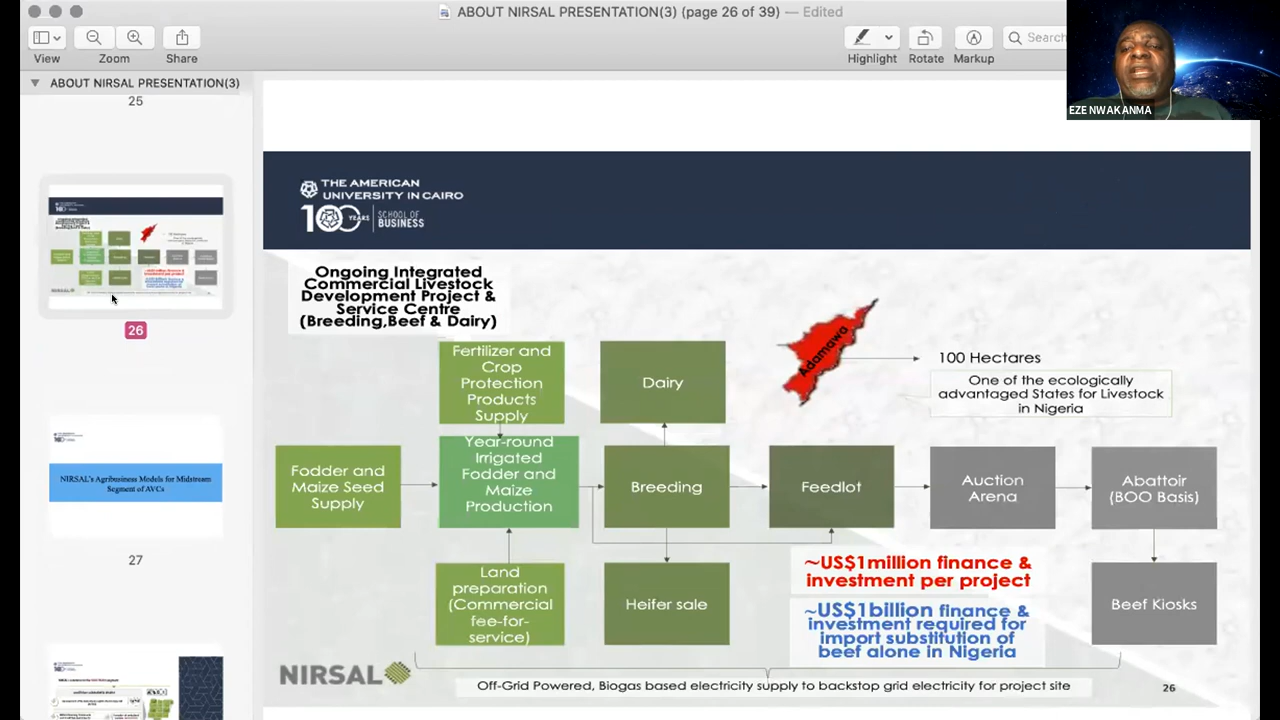 ABOUT NIRSAL PRESENTATION(3) (page 26 of 39) — Edited
View
Zoom
Share
Highlight
Rotate
Markup
Search
EZE NWAKANMA
ABOUT NIRSAL PRESENTATION(3)
25
26
NIRSAL's Agribusiness Models for Midstream
Segment of AVCs
27
THE AMERICAN
UNIVERSITY IN CAIRO
100 YEARS
SCHOOL OF
BUSINESS
Ongoing Integrated
Commercial Livestock
Development Project &
Service Centre
(Breeding,Beef & Dairy)
Fertilizer and
Crop
Protection
Products
Supply
Dairy
Adamawa
100 Hectares
One of the ecologically
advantaged States for Livestock
in Nigeria
Fodder and
Maize Seed
Supply
Year-round
Irrigated
Fodder and
Maize
Production
Breeding
Feedlot
Auction
Arena
Abattoir
(BOO Basis)
Land
preparation
(Commercial
fee-for-
service)
Heifer sale
~US$1million finance &
investment per project
~US$1billion finance &
investment required for
import substitution of
beef alone in Nigeria
Beef Kiosks
NIRSAL
Off-Grid Powered, Biogas based electricity supply to backstop grid electricity for project site
26